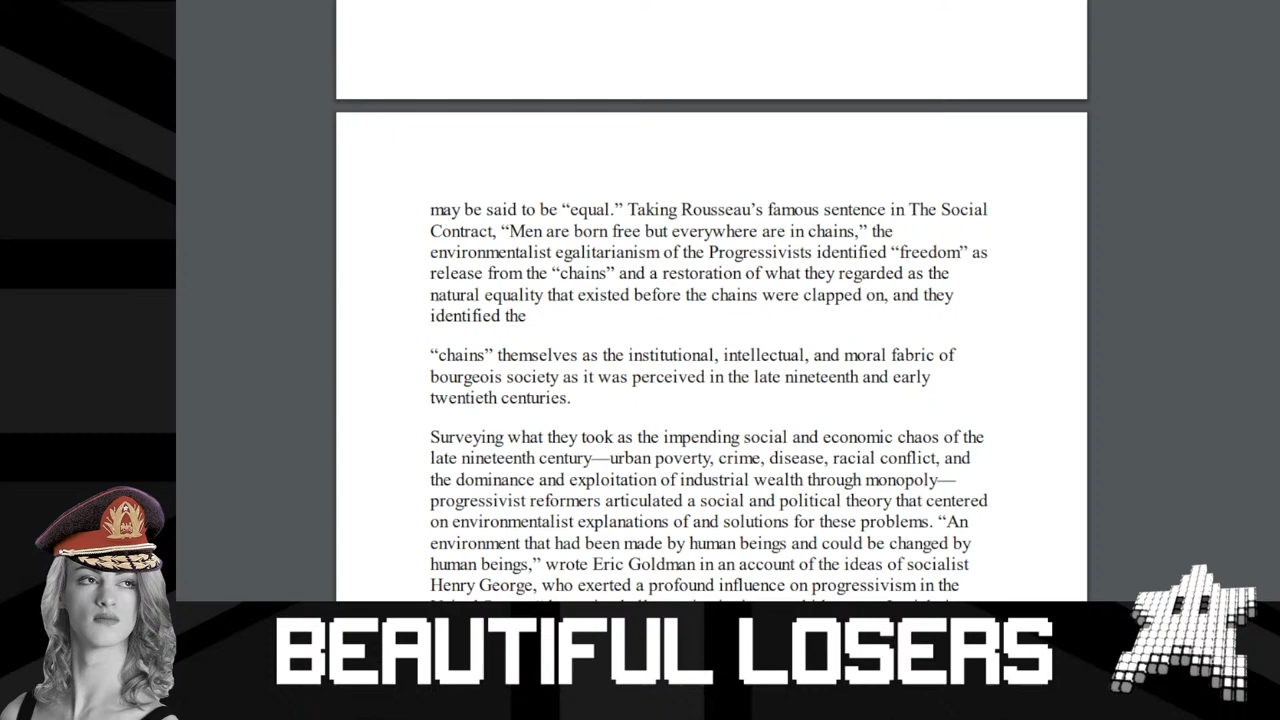 may be said to be “equal.” Taking Rousseau’s famous sentence in The Social
Contract, “Men are born free but everywhere are in chains,” the
environmentalist egalitarianism of the Progressivists identified “freedom” as
release from the “chains” and a restoration of what they regarded as the
natural equality that existed before the chains were clapped on, and they
identified the
“chains” themselves as the institutional, intellectual, and moral fabric of
bourgeois society as it was perceived in the late nineteenth and early
twentieth centuries.
Surveying what they took as the impending social and economic chaos of the
late nineteenth century—urban poverty, crime, disease, racial conflict, and
the dominance and exploitation of industrial wealth through monopoly—
progressivist reformers articulated a social and political theory that centered
on environmentalist explanations of and solutions for these problems. “An
environment that had been made by human beings and could be changed by
human beings,” wrote Eric Goldman in an account of the ideas of socialist
Henry George, who exerted a profound influence on progressivism in the
BEAUTIFUL LOSERS